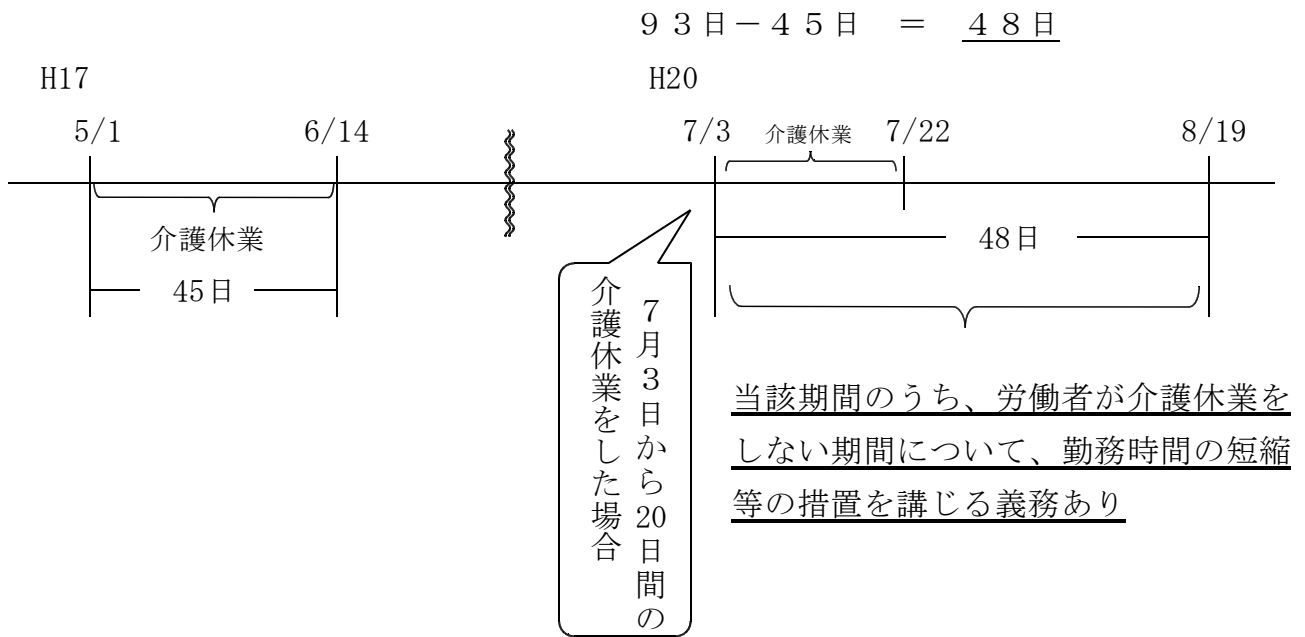 ９３日－４５日　＝　４８日
H17
H20
5/1
6/14
7/3
介護休業
7/22
8/19
介護休業
45日
48日
７月３日から20日間の
介護休業をした場合
当該期間のうち、労働者が介護休業を
しない期間について、勤務時間の短縮
等の措置を講じる義務あり